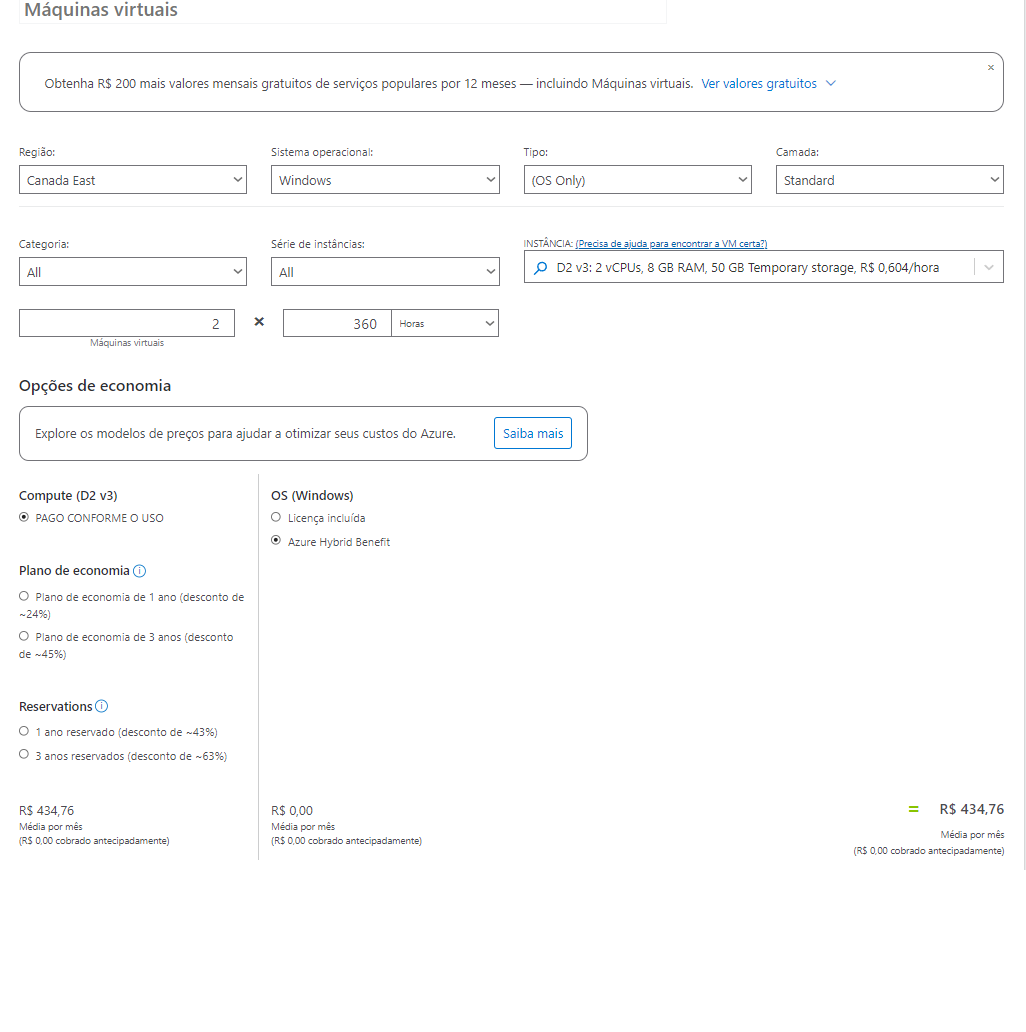 Máquinas virtuais
Obtenha R$ 200 mais valores mensais gratuitos de serviços populares por 12 meses — incluindo Máquinas virtuais. Ver valores gratuitos
×
Região:
Canada East
Sistema operacional:
Windows
Tipo:
(OS Only)
Camada:
Standard
Categoria:
All
Série de instâncias:
All
INSTÂNCIA: (Precisa de ajuda para encontrar a VM certa?)
D2 v3: 2 vCPUs, 8 GB RAM, 50 GB Temporary storage, R$ 0,604/hora
2
Máquinas virtuais
×
360
Horas
Opções de economia
Explore os modelos de preços para ajudar a otimizar seus custos do Azure.
Saiba mais
Compute (D2 v3)
PAGO CONFORME O USO
Plano de economia
Plano de economia de 1 ano (desconto de
~24%)
Plano de economia de 3 anos (desconto
de ~45%)
Reservations
1 ano reservado (desconto de ~43%)
3 anos reservados (desconto de ~63%)
R$ 434,76
Média por mês
(R$ 0,00 cobrado antecipadamente)
OS (Windows)
Licença incluída
Azure Hybrid Benefit
R$ 0,00
Média por mês
(R$ 0,00 cobrado antecipadamente)
= R$ 434,76
Média por mês
(R$ 0,00 cobrado antecipadamente)